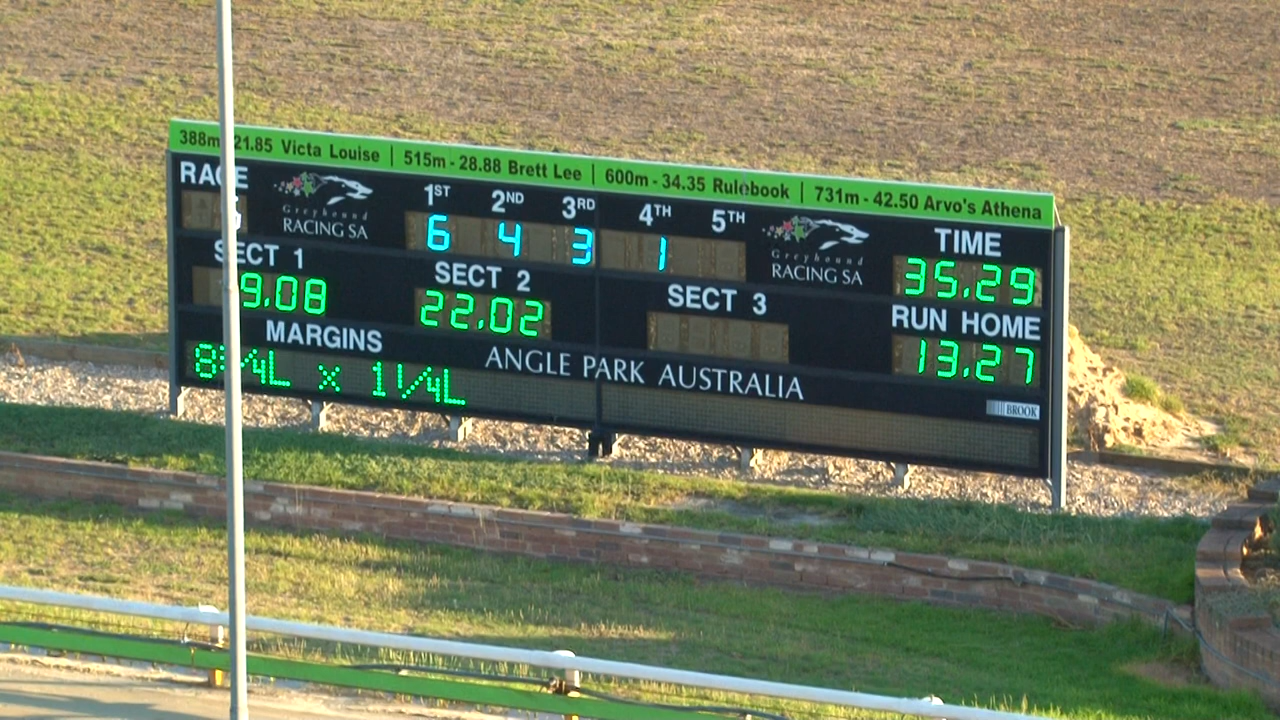 388m 21.85 Victa Louise | 515m - 28.88 Brett Lee | 600m - 34.35 Rulebook | 731m - 42.50 Arvo's Athena
RACE 1ST 2ND 3RD 4TH 5TH TIME
Greyhound RACING SA
6 4 3 1
Greyhound RACING SA
35.29
SECT 1 SECT 2 SECT 3 RUN HOME
9.08 22.02 13.27
MARGINS ANGLE PARK AUSTRALIA
x 1 1/4L
BROOK